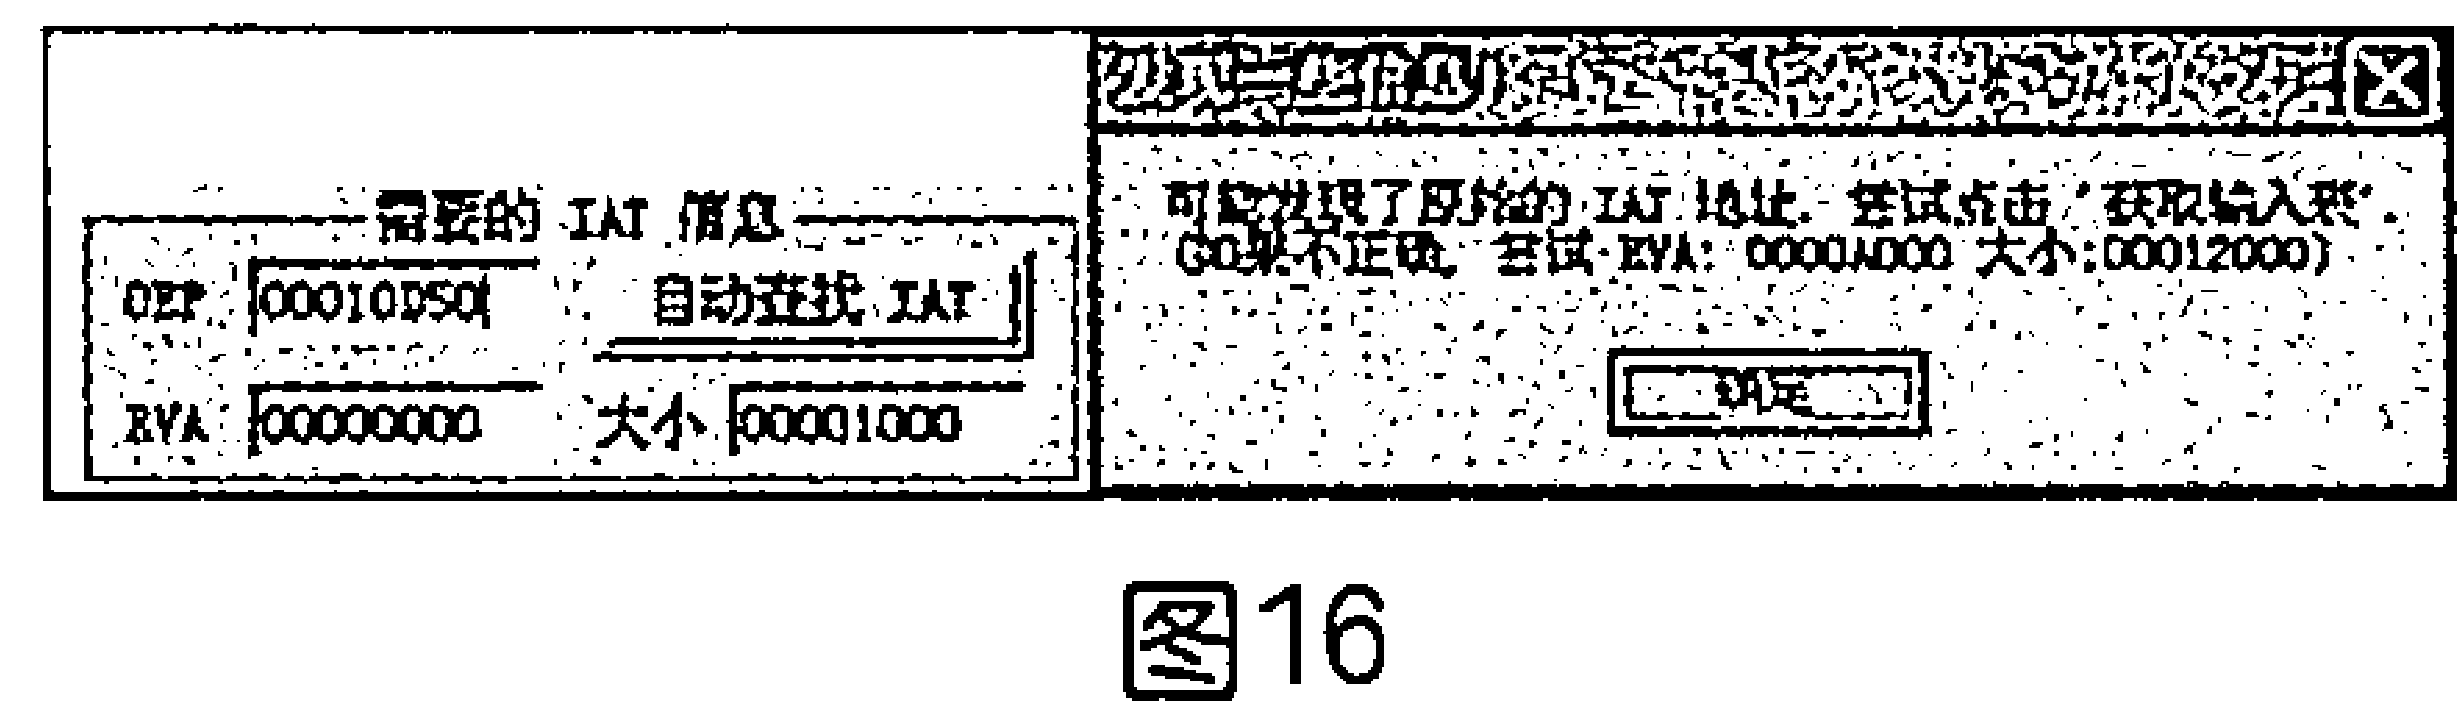 需要的 IAT 信息
OEP 00010D50 自动查找 IAT
RVA 00000000 大小 00001000
可能发现了原始的 IAT 地址. 尝试点击“获取输入表”.
如果不正确, 尝试 RVA: 0000A000 大小:00012000)
确定
图16